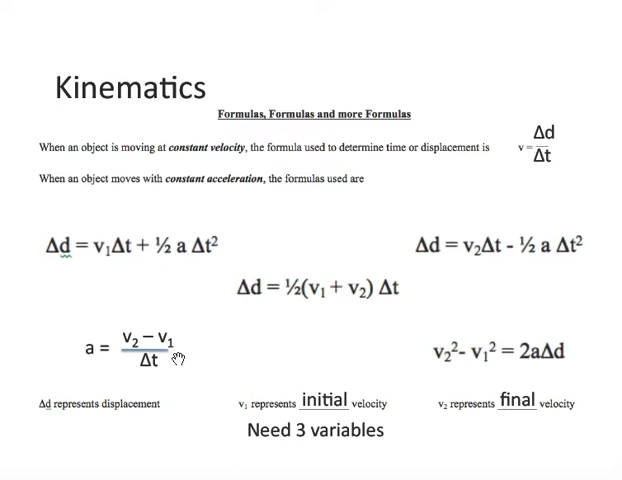 Kinematics
Formulas, Formulas and more Formulas
When an object is moving at constant velocity, the formula used to determine time or displacement is v = Δd/Δt
When an object moves with constant acceleration, the formulas used are
Δd = v₁Δt + ½ a Δt²
Δd = v₂Δt - ½ a Δt²
Δd = ½(v₁ + v₂) Δt
a = (v₂ – v₁)/Δt
v₂²- v₁² = 2aΔd
Δd represents displacement v₁ represents initial velocity v₂ represents final velocity
Need 3 variables